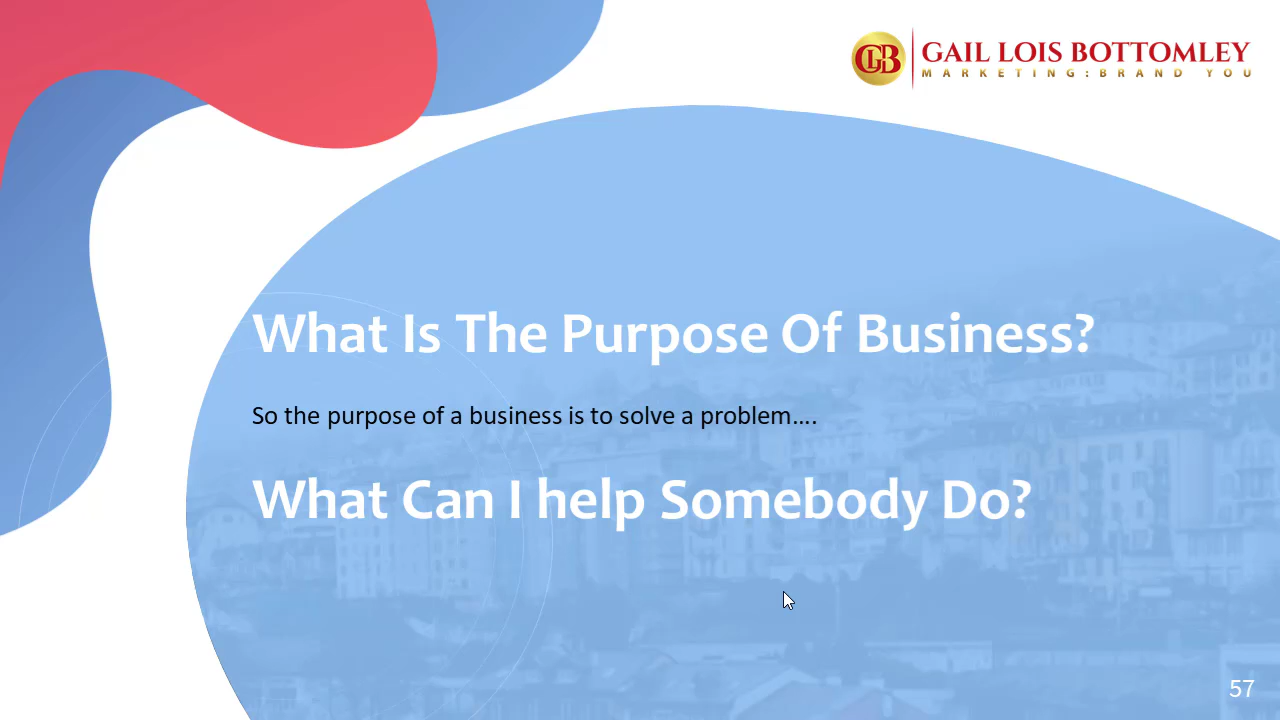 GLB
GAIL LOIS BOTTOMLEY
MARKETING:BRAND YOU
What Is The Purpose Of Business?
So the purpose of a business is to solve a problem....
What Can I help Somebody Do?
57